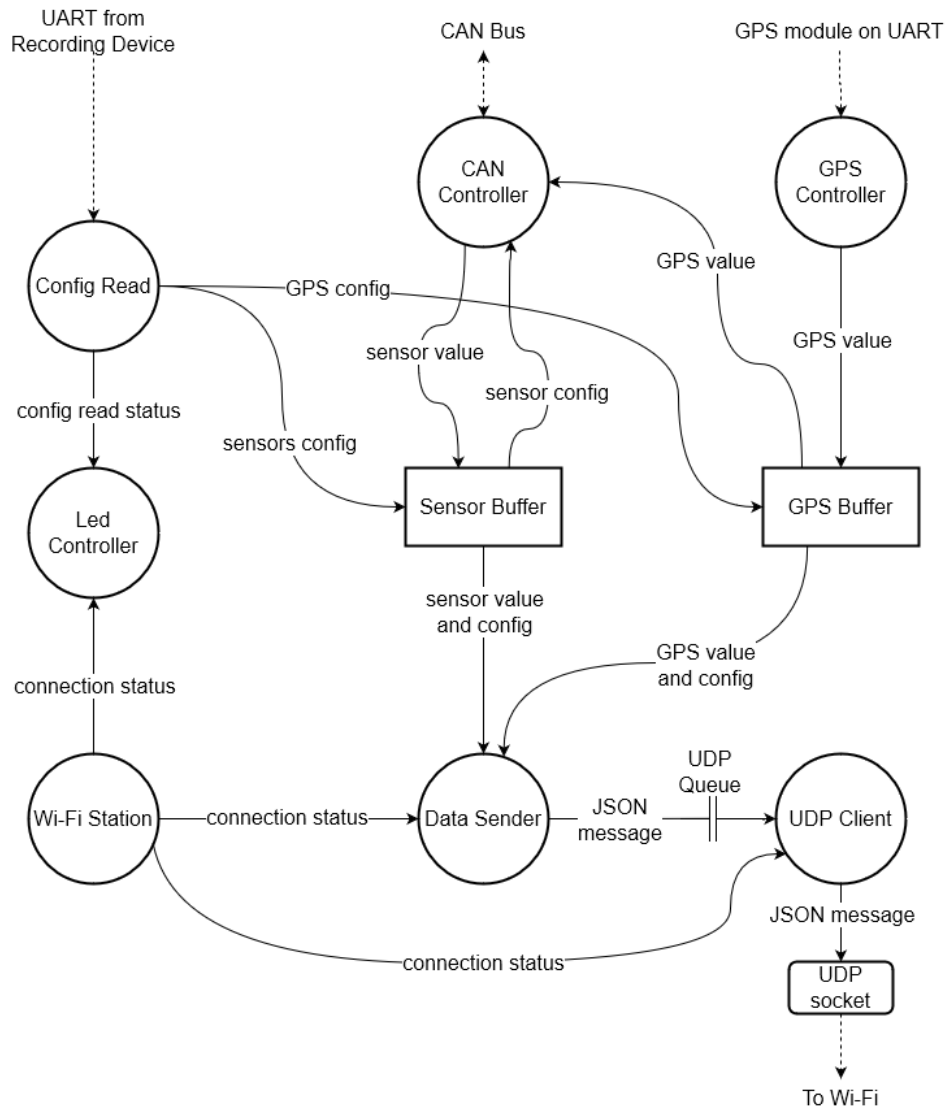 UART from
Recording Device
CAN Bus
GPS module on UART
CAN
Controller
GPS
Controller
Config Read
GPS config
GPS value
sensor value
GPS value
sensor config
config read status
sensors config
Led
Controller
Sensor Buffer
GPS Buffer
sensor value
and config
GPS value
and config
connection status
UDP
Queue
Wi-Fi Station
connection status
Data Sender
JSON
message
UDP Client
JSON message
connection status
UDP
socket
To Wi-Fi